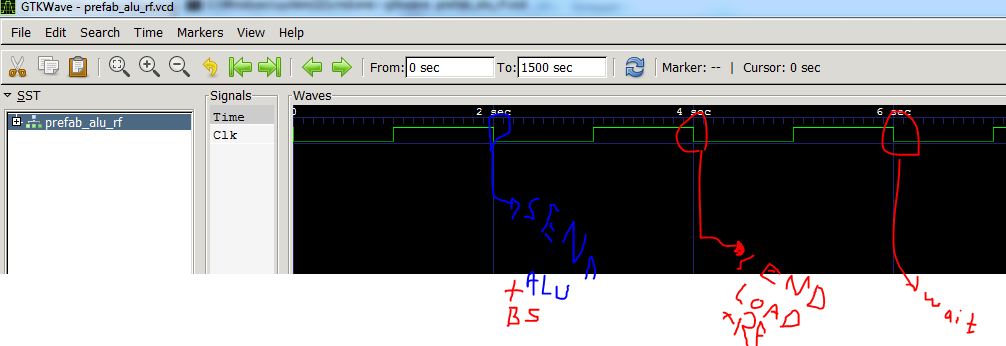 GTKWave - prefab_alu_rf.vcd
File Edit Search Time Markers View Help
From: 0 sec To: 1500 sec Marker: -- | Cursor: 0 sec
SST
prefab_alu_rf
Signals
Time
Clk
Waves
0 2 sec 4 sec 6 sec
SEND
ALU
+
BS
SEND
LOAD
RF
wait